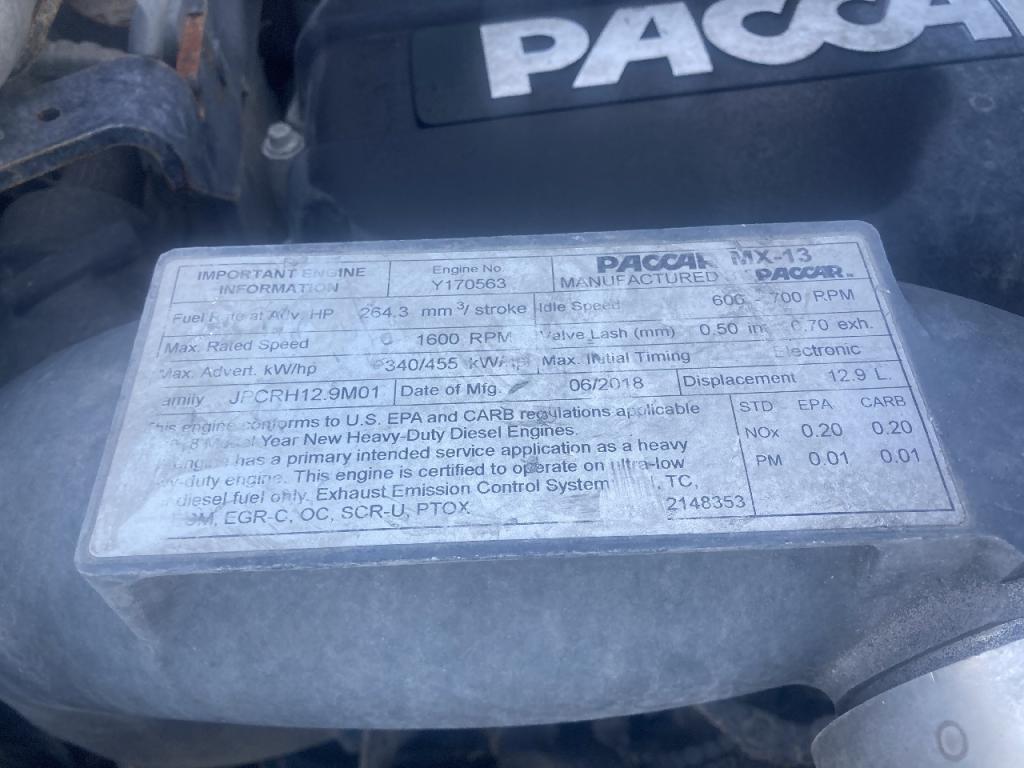 PACCA
IMPORTANT ENGINE
INFORMATION
Engine No.
Y170563
PACCAR MX-13
MANUFACTURED PACCAR
Fuel Rate at Adv. HP 264.3 mm³/ stroke
Idle Speed 600 - 700 RPM
Max. Rated Speed 1600 RPM
Valve Lash (mm) 0.50 in. 0.70 exh.
Max. Advert. kW/hp 340/455 kW/hp
Max. Initial Timing Electronic
amily JPCRH12.9M01
Date of Mfg. 06/2018
Displacement 12.9 L.
This engine conforms to U.S. EPA and CARB regulations applicable
Model Year New Heavy-Duty Diesel Engines.
engine has a primary intended service application as a heavy
-duty engine. This engine is certified to operate on ultra-low
diesel fuel only. Exhaust Emission Control System TC,
EGR-C, OC, SCR-U, PTOX
2148353
STD EPA CARB
NOx 0.20 0.20
PM 0.01 0.01
0